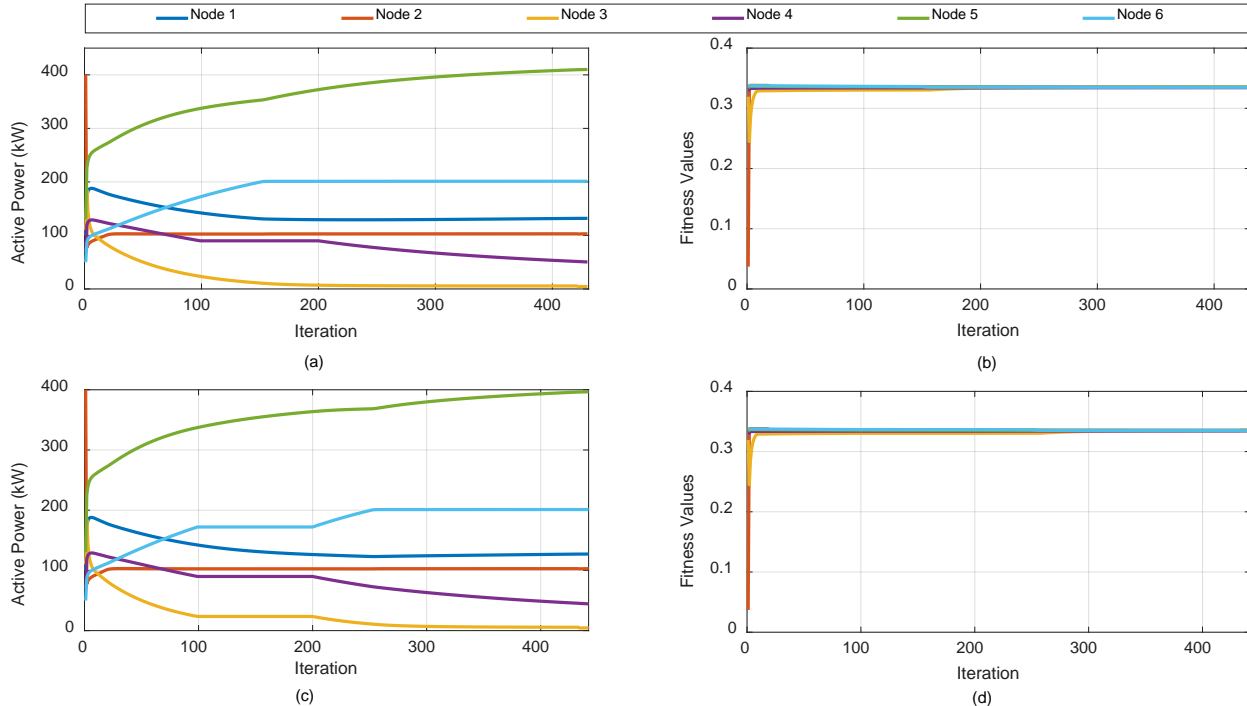 Node 1 Node 2 Node 3 Node 4 Node 5 Node 6
400
300
200
100
0
Active Power (kW)
0 100 200 300 400
Iteration
(a)
0.4
0.3
0.2
0.1
0
Fitness Values
0 100 200 300 400
Iteration
(b)
400
300
200
100
0
Active Power (kW)
0 100 200 300 400
Iteration
(c)
0.4
0.3
0.2
0.1
0
Fitness Values
0 100 200 300 400
Iteration
(d)